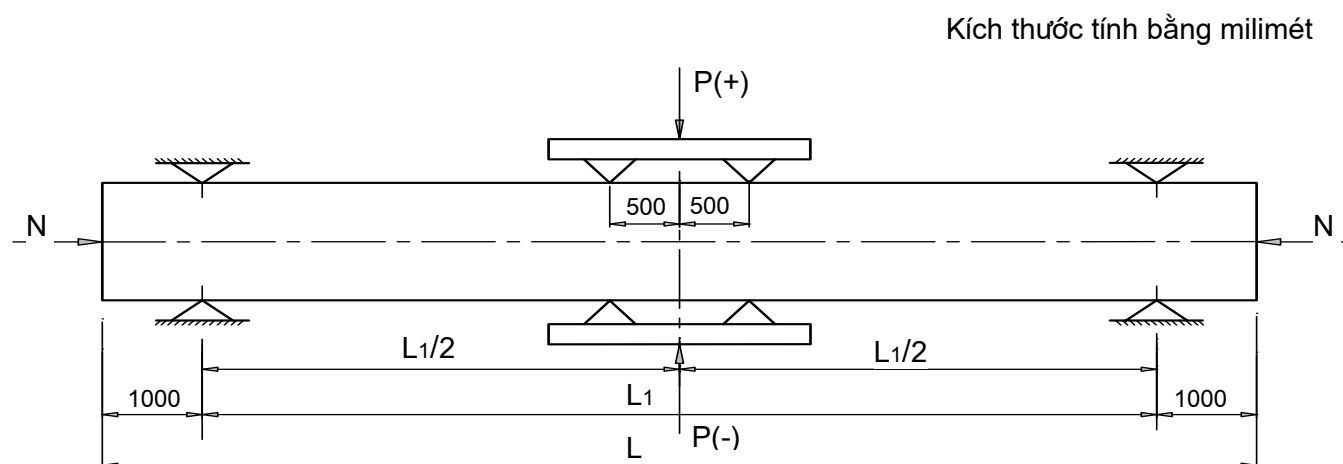 Kích thước tính bằng milimét
P(+)
500 500
N N
L1/2 L1/2
1000 L1 1000
P(-)
L